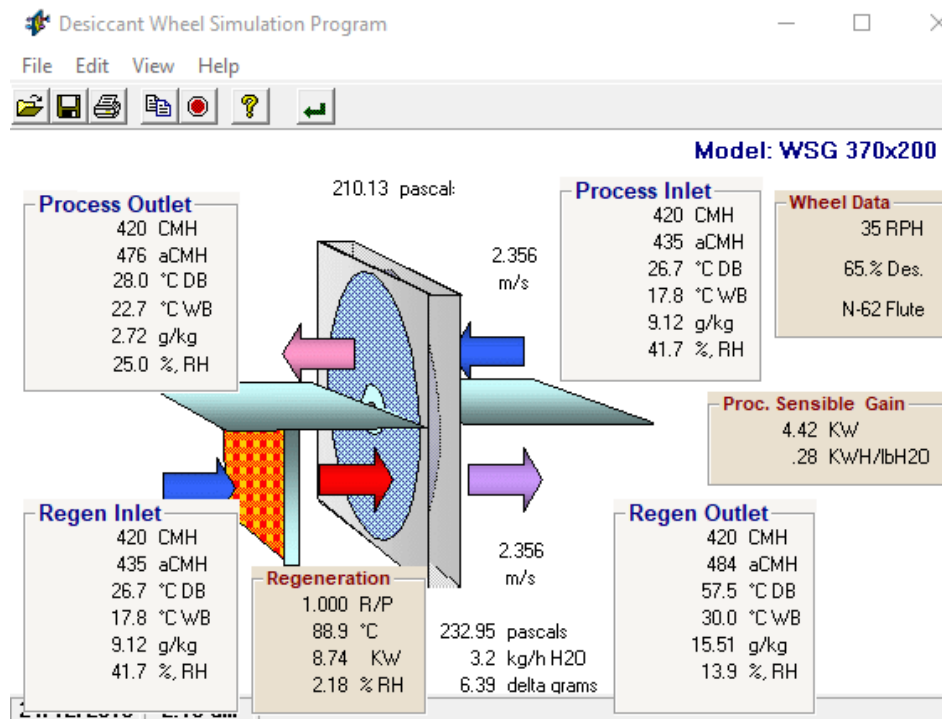 Desiccant Wheel Simulation Program
File Edit View Help
Model: WSG 370x200
210.13 pascal:
Process Outlet
420 CMH
476 aCMH
28.0 °C DB
22.7 °C WB
2.72 g/kg
25.0 %, RH
2.356
m/s
Process Inlet
420 CMH
435 aCMH
26.7 °C DB
17.8 °C WB
9.12 g/kg
41.7 %, RH
Wheel Data
35 RPH
65.% Des.
N-62 Flute
Proc. Sensible Gain
4.42 KW
.28 KWH/lbH2O
Regen Inlet
420 CMH
435 aCMH
26.7 °C DB
17.8 °C WB
9.12 g/kg
41.7 %, RH
Regeneration
1.000 R/P
88.9 °C
8.74 KW
2.18 % RH
2.356
m/s
232.95 pascals
3.2 kg/h H2O
6.39 delta grams
Regen Outlet
420 CMH
484 aCMH
57.5 °C DB
30.0 °C WB
15.51 g/kg
13.9 %, RH